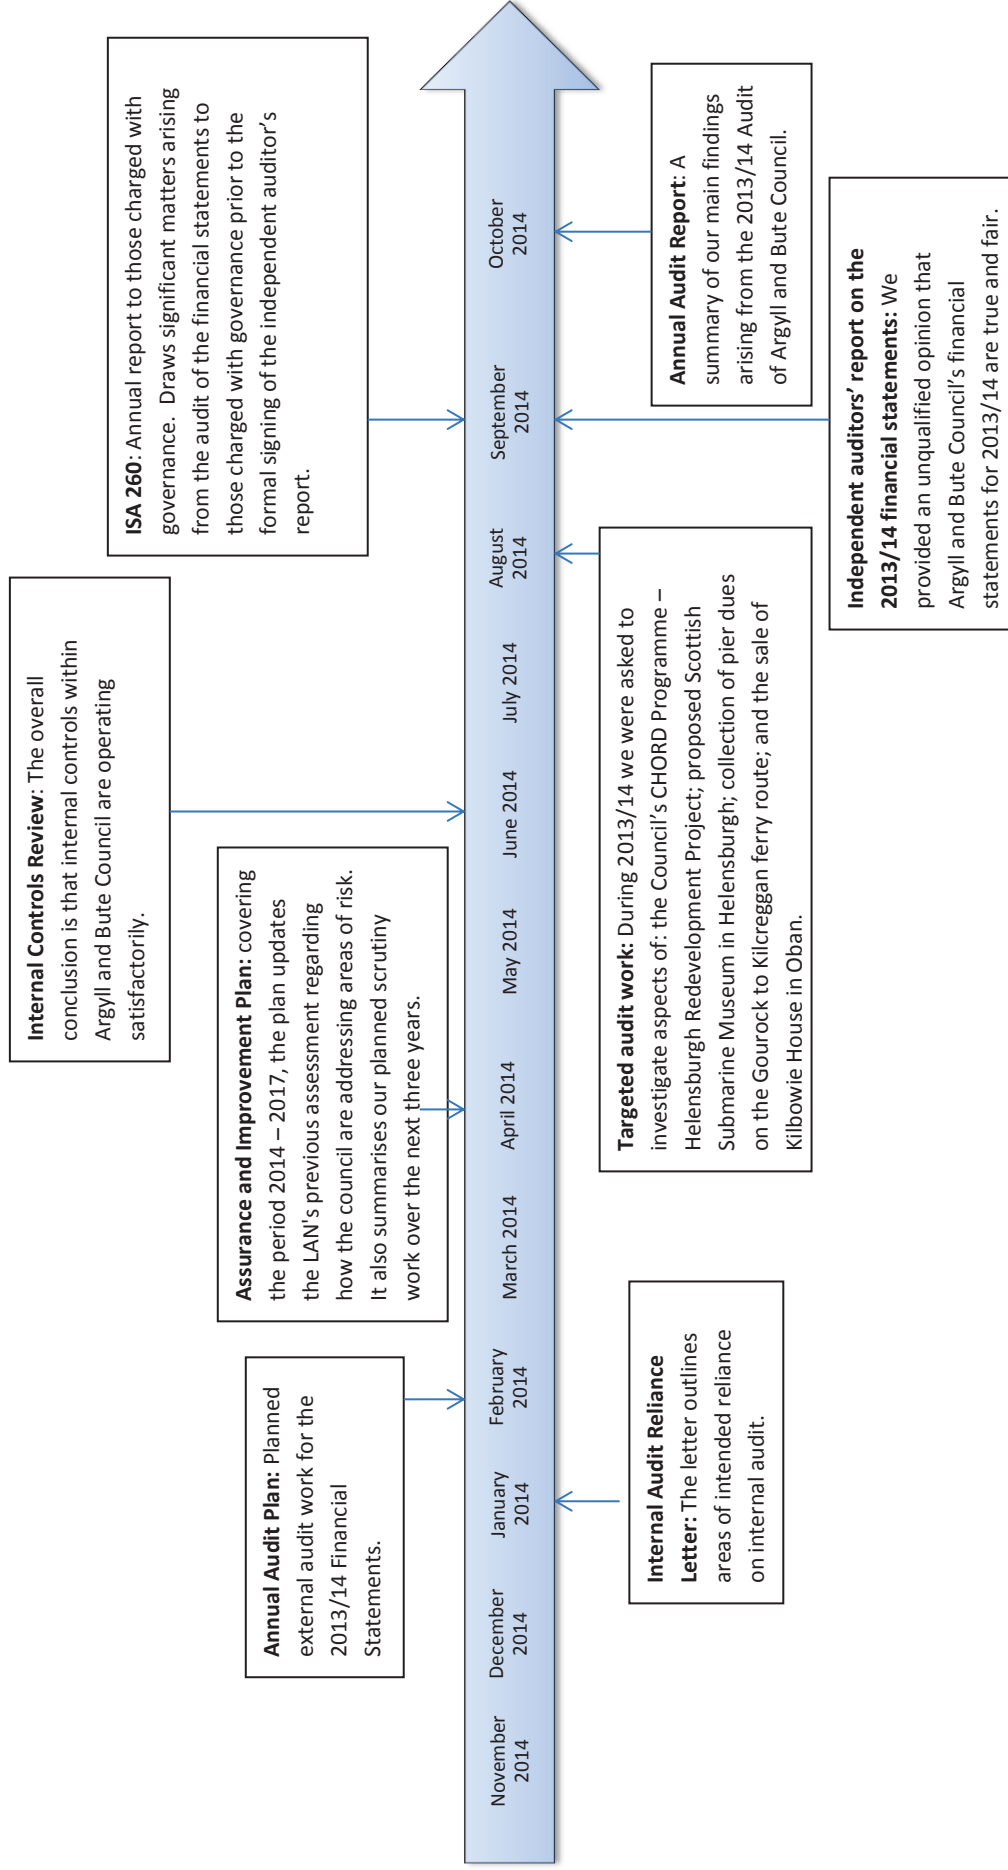 Internal Controls Review: The overall
conclusion is that internal controls within
Argyll and Bute Council are operating
satisfactorily.
ISA 260: Annual report to those charged with
governance. Draws significant matters arising
from the audit of the financial statements to
those charged with governance prior to the
formal signing of the independent auditor's
report.
Assurance and Improvement Plan: covering
the period 2014 – 2017, the plan updates
the LAN's previous assessment regarding
how the council are addressing areas of risk.
It also summarises our planned scrutiny
work over the next three years.
Annual Audit Plan: Planned
external audit work for the
2013/14 Financial
Statements.
November
2014
December
2014
January
2014
February
2014
March 2014
April 2014
May 2014
June 2014
July 2014
August
2014
September
2014
October
2014
Internal Audit Reliance
Letter: The letter outlines
areas of intended reliance
on internal audit.
Targeted audit work: During 2013/14 we were asked to
investigate aspects of: the Council's CHORD Programme –
Helensburgh Redevelopment Project; proposed Scottish
Submarine Museum in Helensburgh; collection of pier dues
on the Gourock to Kilcreggan ferry route; and the sale of
Kilbowie House in Oban.
Annual Audit Report: A
summary of our main findings
arising from the 2013/14 Audit
of Argyll and Bute Council.
Independent auditors' report on the
2013/14 financial statements: We
provided an unqualified opinion that
Argyll and Bute Council's financial
statements for 2013/14 are true and fair.